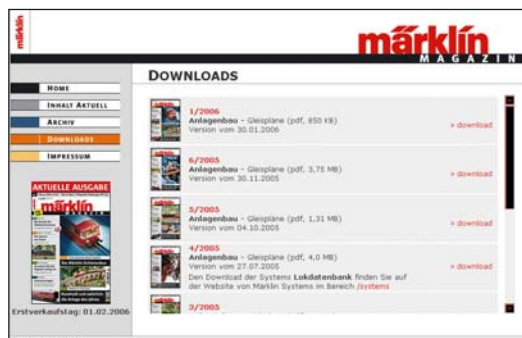 märklin
märklin
MAGAZIN
HOME
INHALT AKTUELL
ARCHIV
DOWNLOADS
IMPRESSUM
AKTUELLE AUSGABE
märklin
Erstverkaufstag: 01.02.2006
DOWNLOADS
1/2006
Anlagenbau - Gleispläne (pdf, 850 KB)
Version vom 30.01.2006
> download
6/2005
Anlagenbau - Gleispläne (pdf, 3,75 MB)
Version vom 30.11.2005
> download
5/2005
Anlagenbau - Gleispläne (pdf, 1,31 MB)
Version vom 04.10.2005
> download
4/2005
Anlagenbau - Gleispläne (pdf, 4,0 MB)
Version vom 27.07.2005
> download
Den Download der Systems Lokdatenbank finden Sie auf
der Website von Märklin Systems im Bereich /systems
3/2005